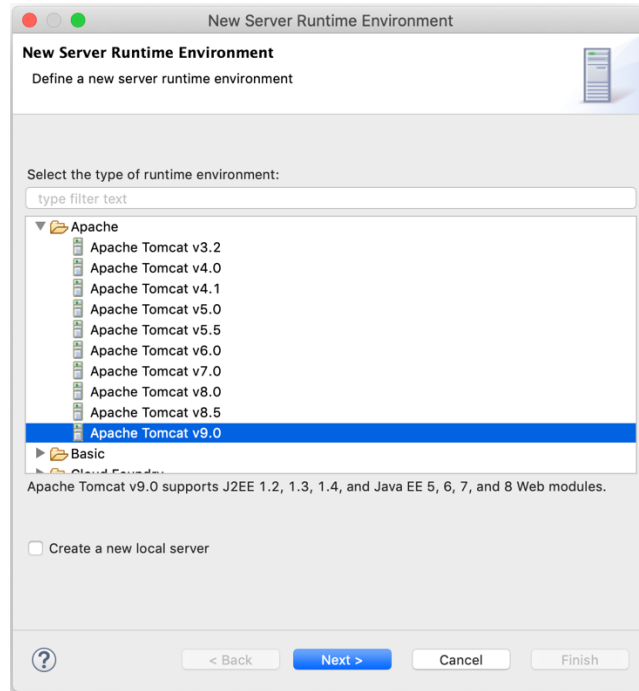 New Server Runtime Environment
New Server Runtime Environment
Define a new server runtime environment
Select the type of runtime environment:
type filter text
Apache
Apache Tomcat v3.2
Apache Tomcat v4.0
Apache Tomcat v4.1
Apache Tomcat v5.0
Apache Tomcat v5.5
Apache Tomcat v6.0
Apache Tomcat v7.0
Apache Tomcat v8.0
Apache Tomcat v8.5
Apache Tomcat v9.0
Basic
Cloud Foundry
Apache Tomcat v9.0 supports J2EE 1.2, 1.3, 1.4, and Java EE 5, 6, 7, and 8 Web modules.
Create a new local server
? < Back Next > Cancel Finish